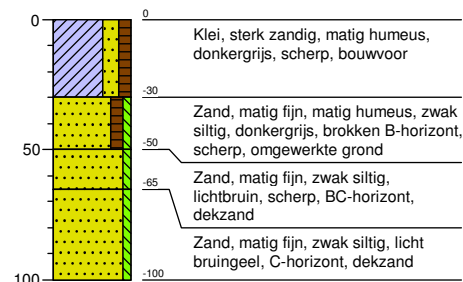 0
0
Klei, sterk zandig, matig humeus,
donkergrijs, scherp, bouwvoor
-30
Zand, matig fijn, matig humeus, zwak
siltig, donkergrijs, brokken B-horizont,
scherp, omgewerkte grond
50
-50
Zand, matig fijn, zwak siltig,
lichtbruin, scherp, BC-horizont,
dekzand
-65
Zand, matig fijn, zwak siltig, licht
bruingeel, C-horizont, dekzand
100
-100